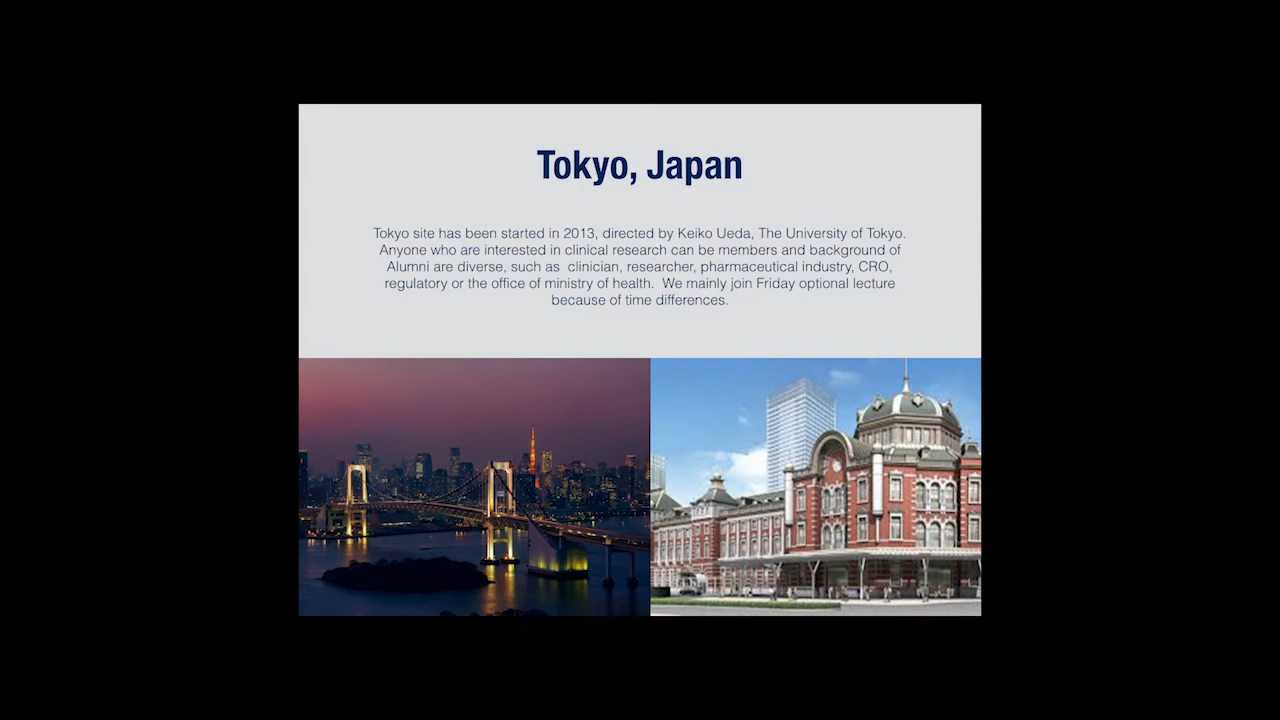 Tokyo, Japan
Tokyo site has been started in 2013, directed by Keiko Ueda, The University of Tokyo.
Anyone who are interested in clinical research can be members and background of
Alumni are diverse, such as  clinician, researcher, pharmaceutical industry, CRO,
regulatory or the office of ministry of health.  We mainly join Friday optional lecture
because of time differences.